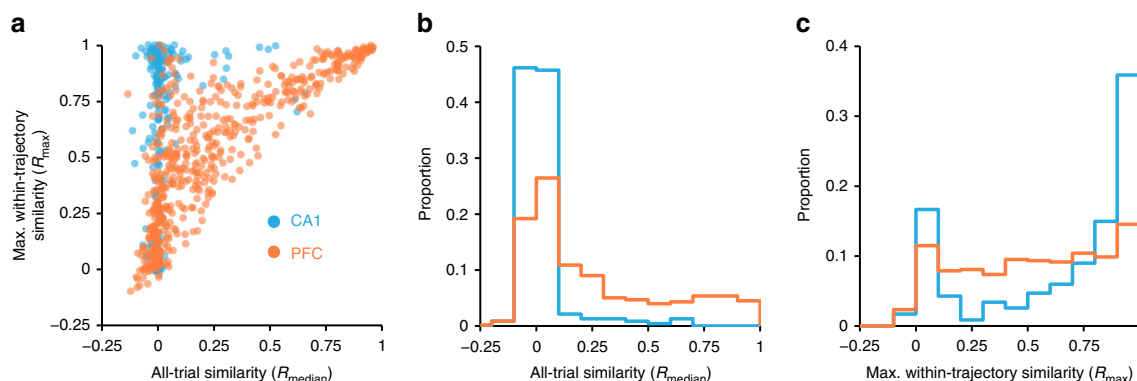 a
Max. within-trajectory
similarity (Rmax)
1
0.75
0.5
0.25
0
−0.25
CA1
PFC
−0.25 0 0.25 0.5 0.75 1
All-trial similarity (Rmedian)
b
Proportion
0.5
0.4
0.3
0.2
0.1
0
−0.25 0 0.25 0.5 0.75 1
All-trial similarity (Rmedian)
c
Proportion
0.4
0.3
0.2
0.1
0
−0.25 0 0.25 0.5 0.75 1
Max. within-trajectory similarity (Rmax)